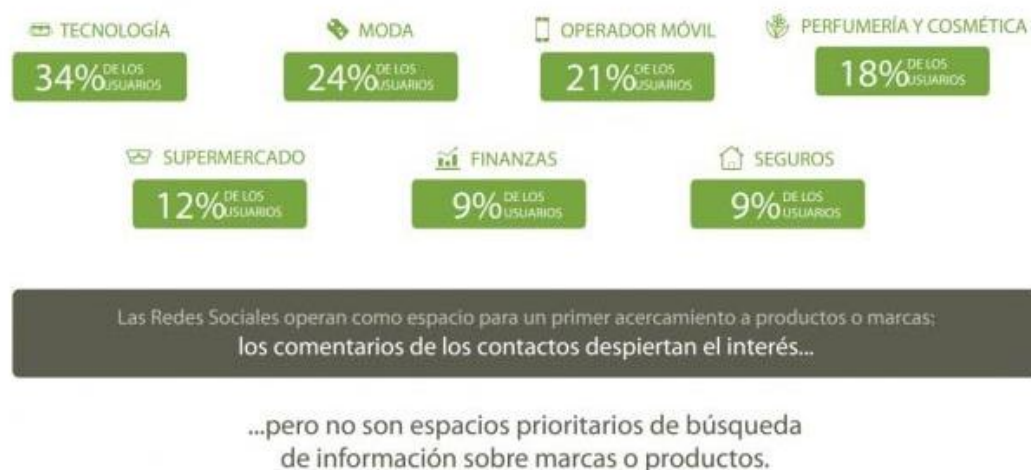 TECNOLOGÍA
34% DE LOS USUARIOS
MODA
24% DE LOS USUARIOS
OPERADOR MÓVIL
21% DE LOS USUARIOS
PERFUMERÍA Y COSMÉTICA
18% DE LOS USUARIOS
SUPERMERCADO
12% DE LOS USUARIOS
FINANZAS
9% DE LOS USUARIOS
SEGUROS
9% DE LOS USUARIOS
Las Redes Sociales operan como espacio para un primer acercamiento a productos o marcas:
los comentarios de los contactos despiertan el interés...
...pero no son espacios prioritarios de búsqueda
de información sobre marcas o productos.